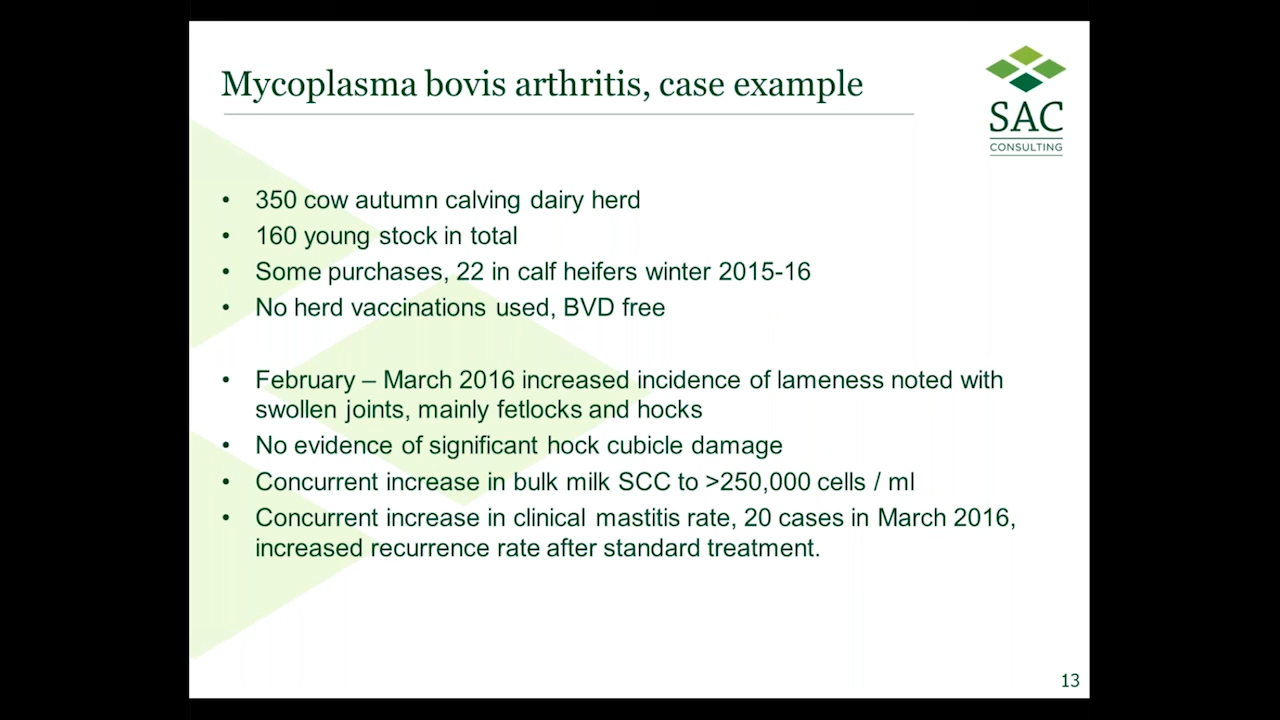 Mycoplasma bovis arthritis, case example
SAC
CONSULTING
• 350 cow autumn calving dairy herd
• 160 young stock in total
• Some purchases, 22 in calf heifers winter 2015-16
• No herd vaccinations used, BVD free
• February – March 2016 increased incidence of lameness noted with
swollen joints, mainly fetlocks and hocks
• No evidence of significant hock cubicle damage
• Concurrent increase in bulk milk SCC to >250,000 cells / ml
• Concurrent increase in clinical mastitis rate, 20 cases in March 2016,
increased recurrence rate after standard treatment.
13